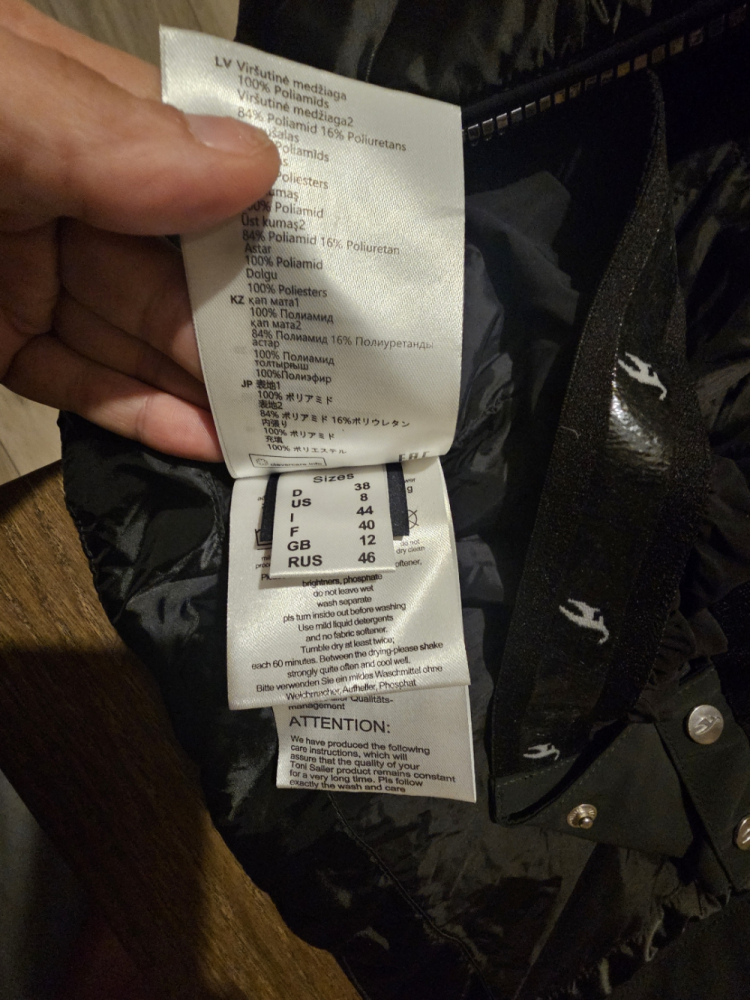 LV Viršutinė medžiaga
100% Poliamids
Viršutinė medžiaga2
84% Poliamid 16% Poliuretans
ušalas
Poliamīds
as
Poliesters
umaş
Poliamid
Üst kumaş2
84% Poliamid 16% Poliuretan
Astar
100% Poliamid
Dolgu
100% Poliesters
KZ қап мата1
100% Полиамид
қап мата2
84% Полиамид 16% Полиуретанды
астар
100% Полиамид
толтырғыш
100%Полиэфир
JP 表地1
100% ポリアミド
表地2
84% ポリアミド 16%ポリウレタン
内張り
100% ポリアミド
充填
100% ポリエステル
Sizes
D 38
US 8
I 44
F 40
GB 12
RUS 46
do not
dry clean
oftener,
brightners, phosphate
do not leave wet
wash separate
pls turn inside out before washing
Use mild liquid detergents
and no fabric softener.
Tumble dry at least twice;
each 60 minutes. Between the drying-please shake
strongly quite often and cool well.
Bitte verwenden Sie ein mildes Waschmittel ohne
Weichmacher, Aufheller, Phosphat
Qualitäts-
management
ATTENTION:
We have produced the following
care instructions, which will
assure that the quality of your
Toni Sailer product remains constant
for a very long time. Pls follow
exactly the wash and care